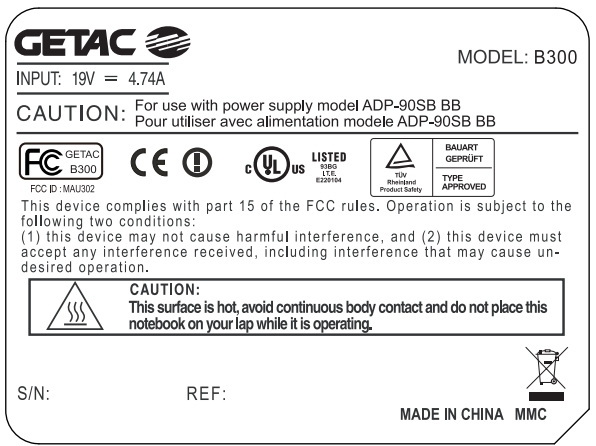 GETAC
MODEL: B300
INPUT: 19V = 4.74A
CAUTION: For use with power supply model ADP-90SB BB
Pour utiliser avec alimentation modele ADP-90SB BB
FC GETAC
B300
FCC ID : MAU302
CE
C UL US LISTED
93BG
I.T.E.
E220104
TÜV
Rheinland
Product Safety
BAUART
GEPRÜFT
TYPE
APPROVED
This device complies with part 15 of the FCC rules. Operation is subject to the
following two conditions:
(1) this device may not cause harmful interference, and (2) this device must
accept any interference received, including interference that may cause un-
desired operation.
CAUTION:
This surface is hot, avoid continuous body contact and do not place this
notebook on your lap while it is operating.
S/N:
REF:
MADE IN CHINA MMC